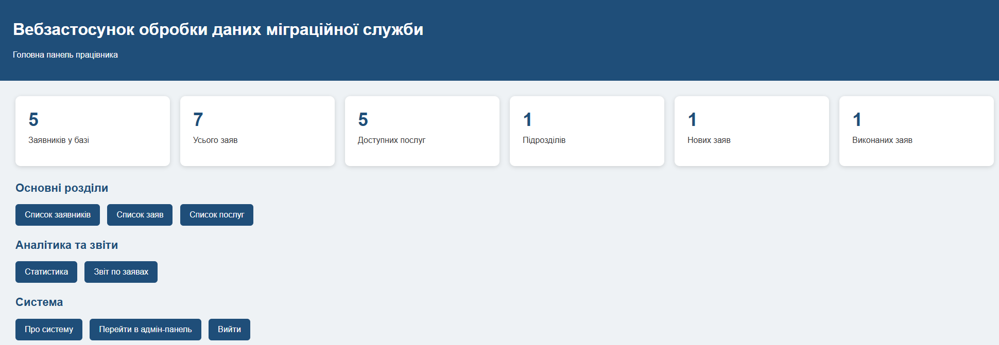 Вебзастосунок обробки даних міграційної служби
Головна панель працівника
5
Заявників у базі
7
Усього заяв
5
Доступних послуг
1
Підрозділів
1
Нових заяв
1
Виконаних заяв
Основні розділи
Список заявників
Список заяв
Список послуг
Аналітика та звіти
Статистика
Звіт по заявах
Система
Про систему
Перейти в адмін-панель
Вийти